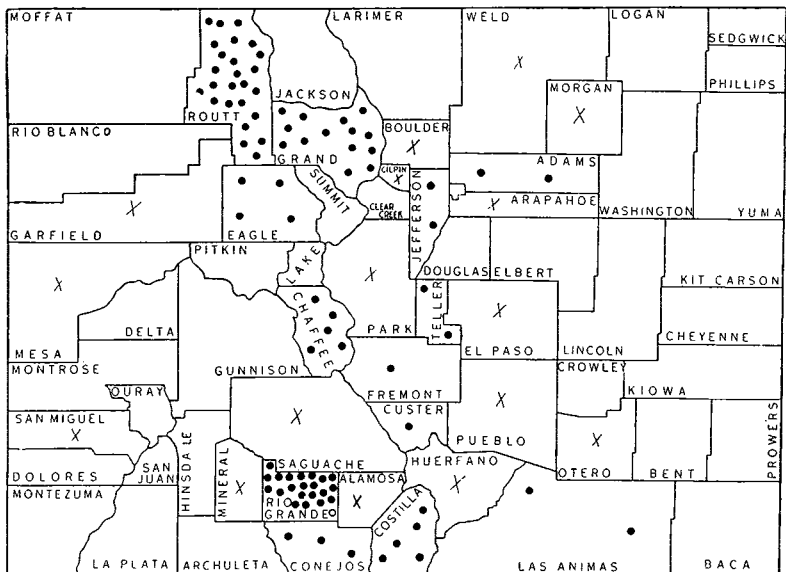 MOFFAT
LARIMER
WELD
LOGAN
SEDGWICK
PHILLIPS
JACKSON
MORGAN
ROUTT
RIO BLANCO
BOULDER
GRAND
GILPIN
ADAMS
SUMMIT
CLEAR CREEK
JEFFERSON
ARAPAHOE
WASHINGTON
YUMA
GARFIELD
EAGLE
PITKIN
LAKE
DOUGLAS
ELBERT
KIT CARSON
CHAFFEE
TELLER
DELTA
PARK
CHEYENNE
MESA
EL PASO
LINCOLN
MONTROSE
GUNNISON
CROWLEY
OURAY
FREMONT
KIOWA
SAN MIGUEL
CUSTER
PUEBLO
PROWERS
HINSDALE
MINERAL
SAGUACHE
HUERFANO
DOLORES
SAN JUAN
ALAMOSA
OTERO
BENT
MONTEZUMA
RIO GRANDE
COSTILLA
LA PLATA
ARCHULETA
CONEJOS
LAS ANIMAS
BACA